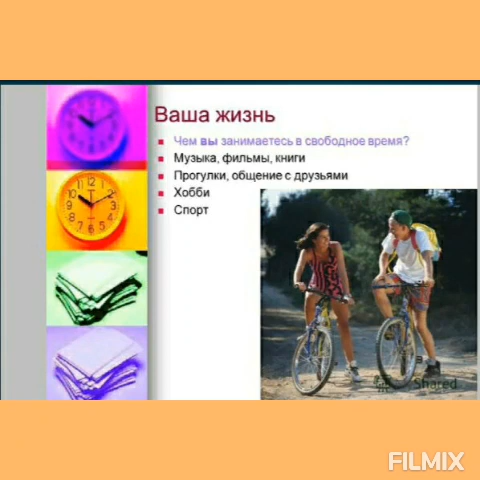 Ваша жизнь
Чем вы занимаетесь в свободное время?
Музыка, фильмы, книги
Прогулки, общение с друзьями
Хобби
Спорт
Shared
FILMIX